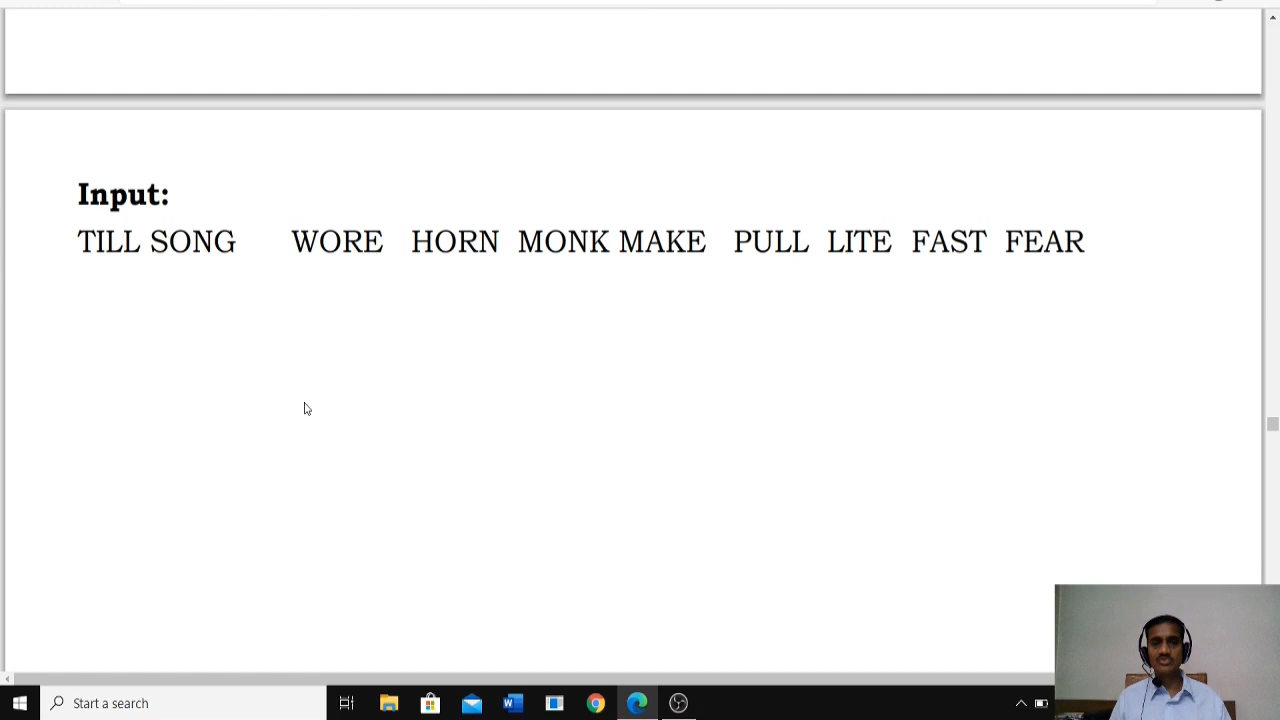 Input:
TILL SONG WORE HORN MONK MAKE PULL LITE FAST FEAR
Start a search